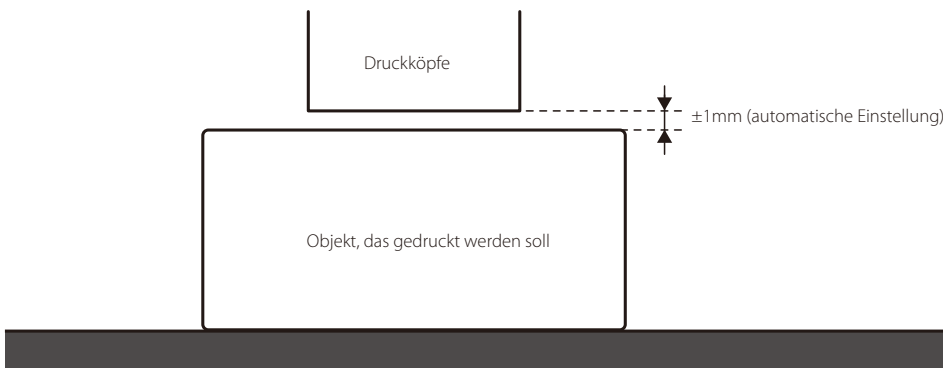 Druckköpfe
±1mm (automatische Einstellung)
Objekt, das gedruckt werden soll